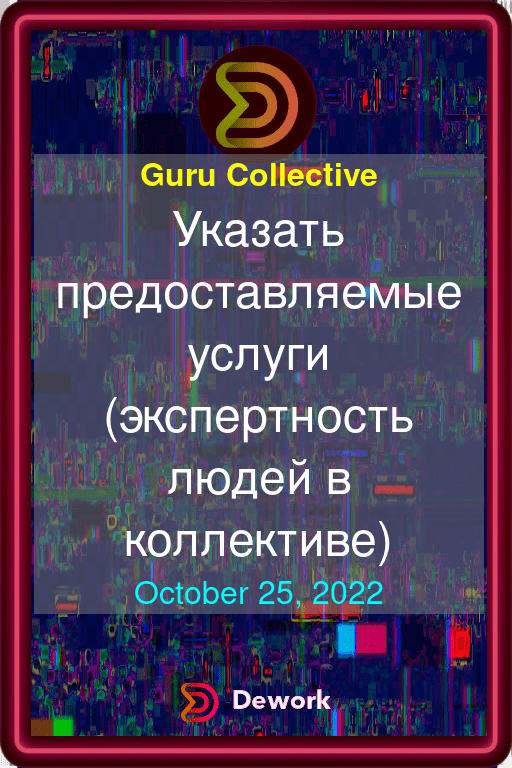 Guru Collective
Указать
предоставляемые
услуги
(экспертность
людей в
коллективе)
October 25, 2022
Dework